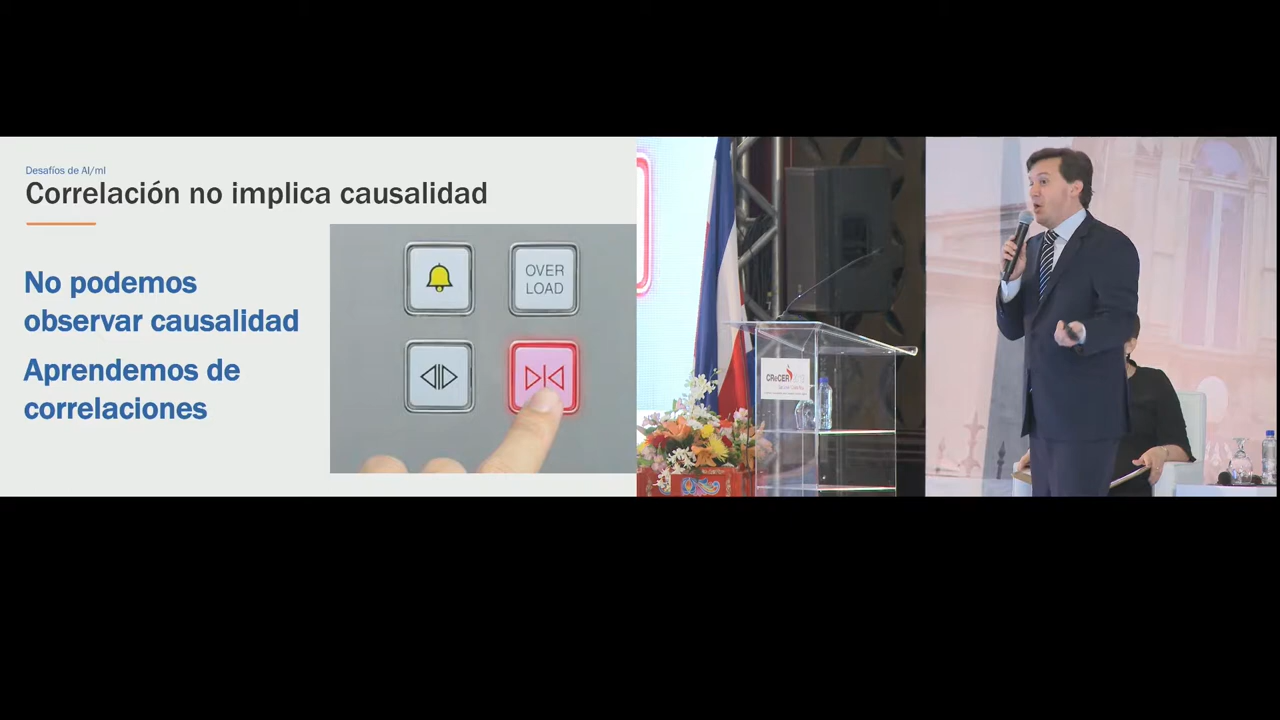 Desafíos de AI/ml
Correlación no implica causalidad
No podemos
observar causalidad
Aprendemos de
correlaciones
OVER
LOAD
CReCER